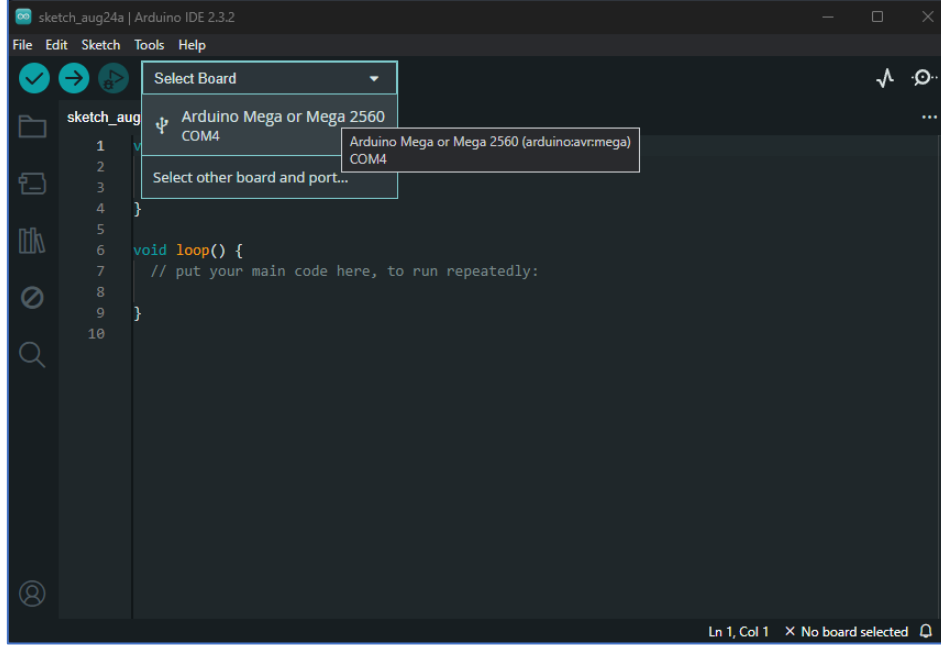 sketch_aug24a | Arduino IDE 2.3.2
File Edit Sketch Tools Help
Select Board
sketch_aug
Arduino Mega or Mega 2560
COM4
Arduino Mega or Mega 2560 (arduino:avr:mega)
COM4
Select other board and port...
1 v
2
3
4 }
5
6 void loop() {
7 // put your main code here, to run repeatedly:
8
9 }
10
Ln 1, Col 1 × No board selected